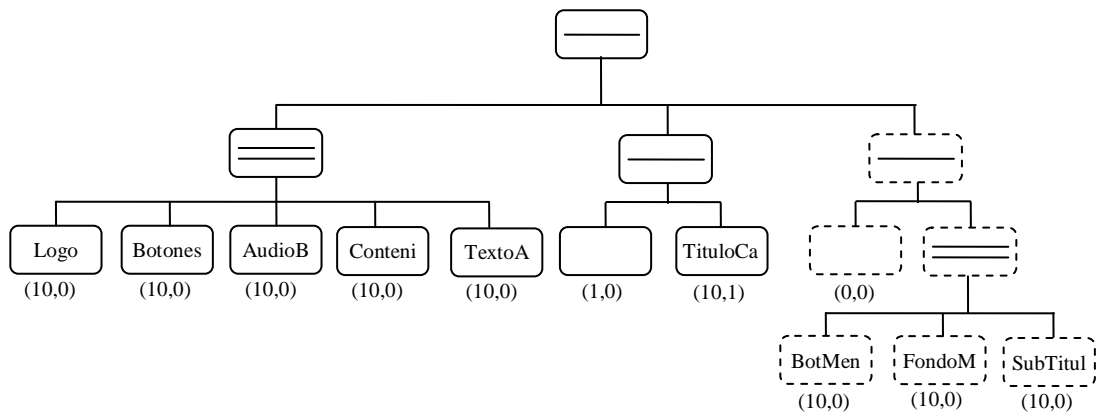 Logo
Botones
AudioB
Conteni
TextoA
TituloCa
(10,0)
(10,0)
(10,0)
(10,0)
(10,0)
(1,0)
(10,1)
(0,0)
BotMen
FondoM
SubTitul
(10,0)
(10,0)
(10,0)